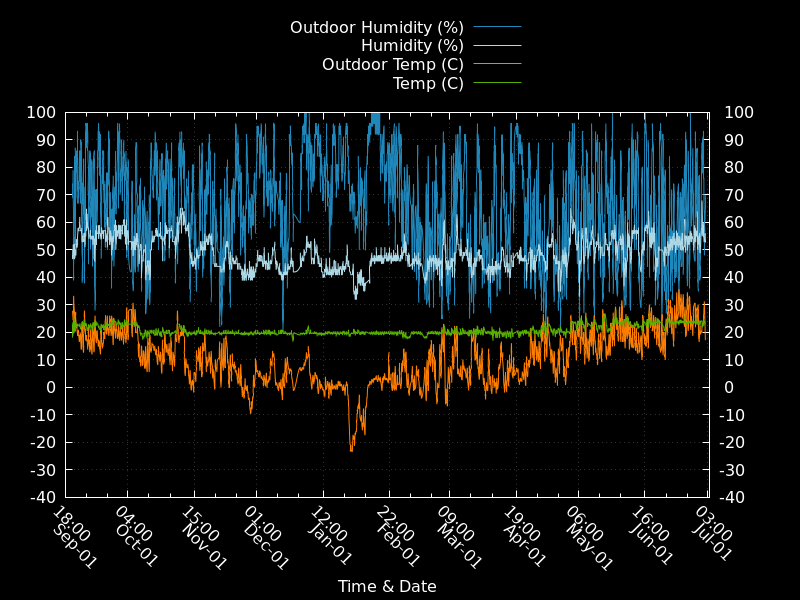 Outdoor Humidity (%)
Humidity (%)
Outdoor Temp (C)
Temp (C)
100 100
90 90
80 80
70 70
60 60
50 50
40 40
30 30
20 20
10 10
0 0
-10 -10
-20 -20
-30 -30
-40 -40
18:00 Sep-01
04:00 Oct-01
15:00 Nov-01
01:00 Dec-01
12:00 Jan-01
22:00 Feb-01
09:00 Mar-01
19:00 Apr-01
06:00 May-01
16:00 Jun-01
03:00 Jul-01
Time & Date